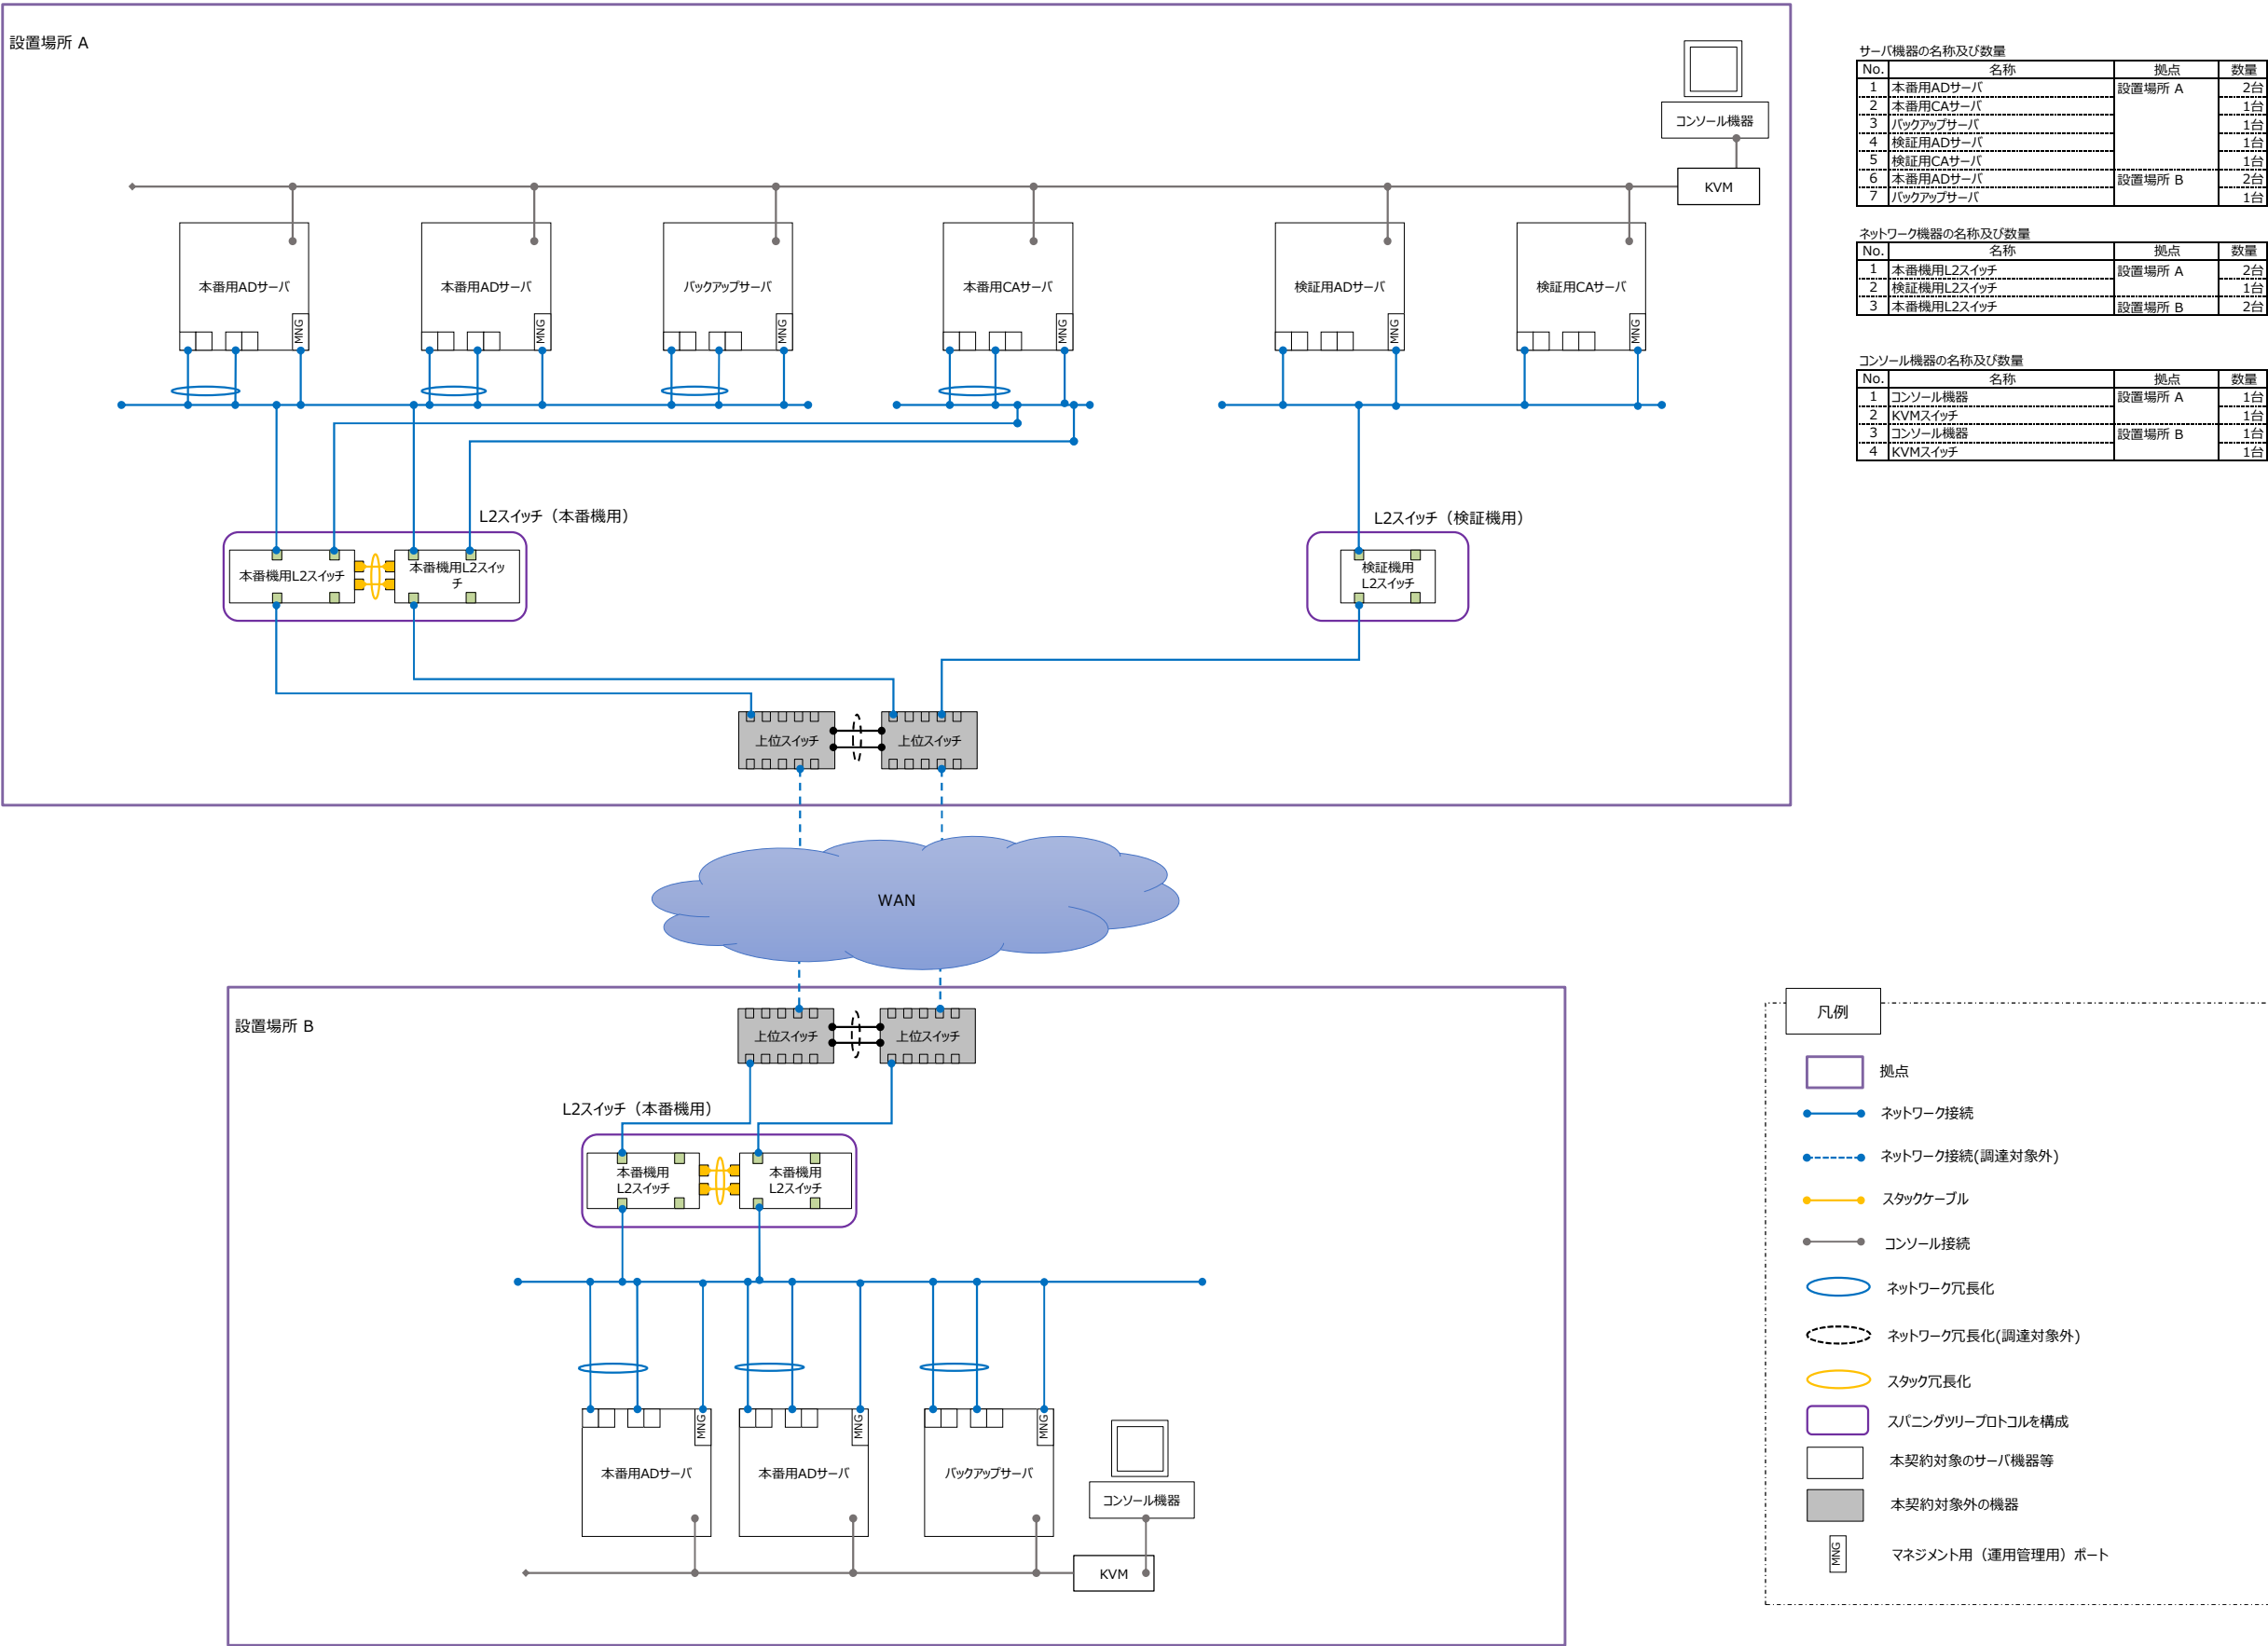 設置場所 A
コンソール機器
KVM
本番用ADサーバ
本番用ADサーバ
バックアップサーバ
本番用CAサーバ
検証用ADサーバ
検証用CAサーバ
MNG
MNG
MNG
MNG
MNG
MNG
L2スイッチ（本番機用）
L2スイッチ（検証機用）
本番機用L2スイッチ
本番機用L2スイッ
チ
検証機用
L2スイッチ
上位スイッチ
上位スイッチ
WAN
設置場所 B
上位スイッチ
上位スイッチ
L2スイッチ（本番機用）
本番機用
L2スイッチ
本番機用
L2スイッチ
MNG
MNG
MNG
本番用ADサーバ
本番用ADサーバ
バックアップサーバ
コンソール機器
KVM
サーバ機器の名称及び数量
No. 名称 拠点 数量
1 本番用ADサーバ 設置場所 A 2台
2 本番用CAサーバ 1台
3 バックアップサーバ 1台
4 検証用ADサーバ 1台
5 検証用CAサーバ 1台
6 本番用ADサーバ 設置場所 B 2台
7 バックアップサーバ 1台
ネットワーク機器の名称及び数量
No. 名称 拠点 数量
1 本番機用L2スイッチ 設置場所 A 2台
2 検証機用L2スイッチ 1台
3 本番機用L2スイッチ 設置場所 B 2台
コンソール機器の名称及び数量
No. 名称 拠点 数量
1 コンソール機器 設置場所 A 1台
2 KVMスイッチ 1台
3 コンソール機器 設置場所 B 1台
4 KVMスイッチ 1台
凡例
拠点
ネットワーク接続
ネットワーク接続(調達対象外)
スタックケーブル
コンソール接続
ネットワーク冗長化
ネットワーク冗長化(調達対象外)
スタック冗長化
スパニングツリープロトコルを構成
本契約対象のサーバ機器等
本契約対象外の機器
MNG マネジメント用（運用管理用）ポート